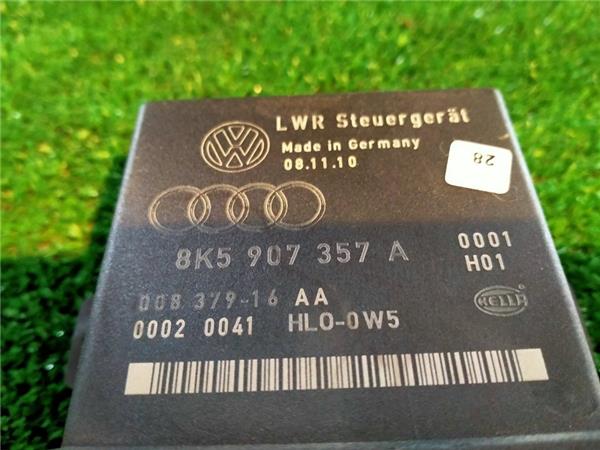 LWR Steuergerät
Made in Germany
08.11.10
28
8K5 907 357 A
0001
H01
008 379-16 AA
0002 0041 HLO-0W5
HELLA